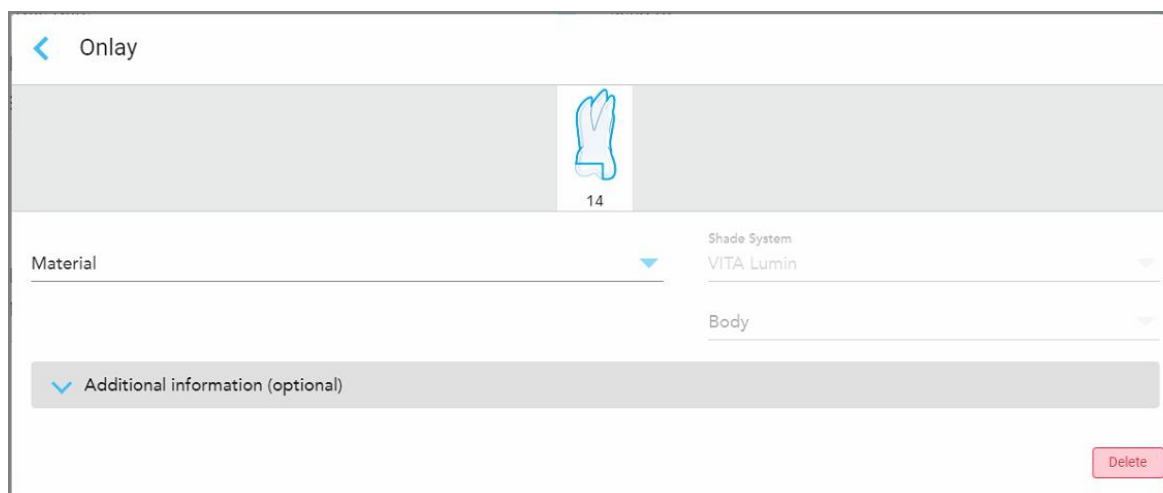 Onlay
14
Material
Shade System
VITA Lumin
Body
Additional information (optional)
Delete